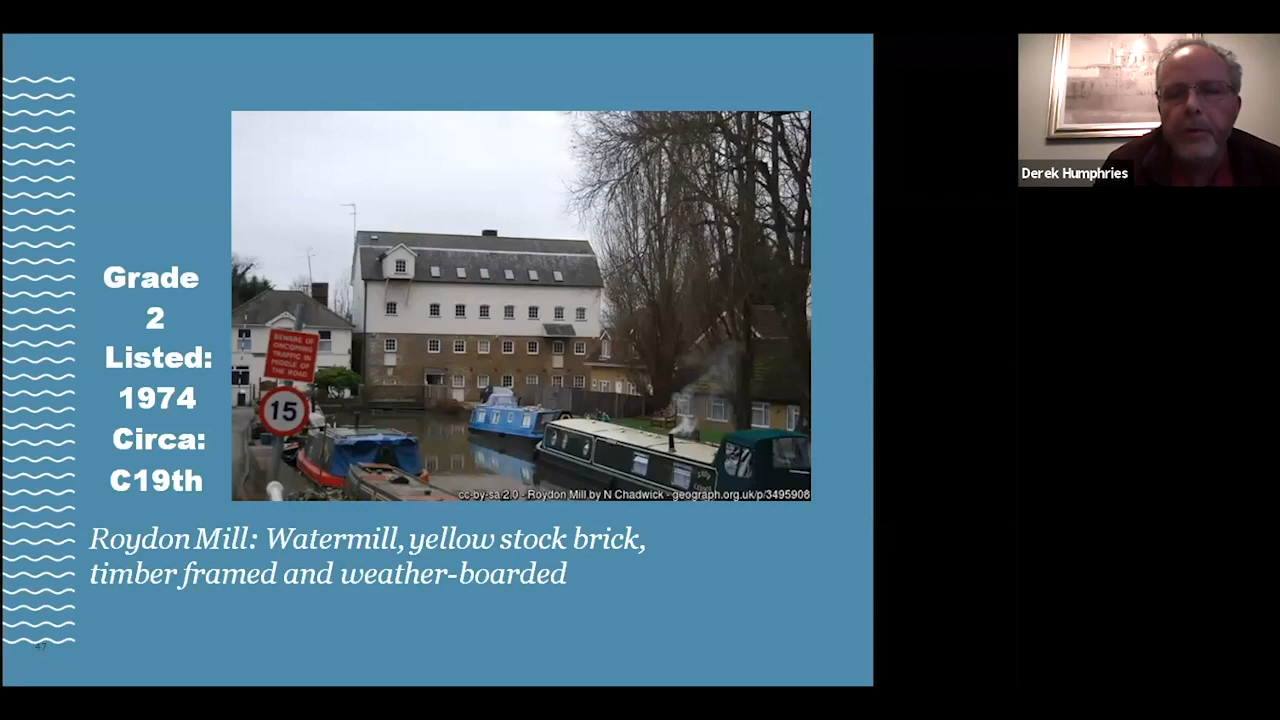 Grade
2
Listed:
1974
Circa:
C19th
BEWARE OF
ONCOMING
TRAFFIC IN
MIDDLE OF
THE ROAD
15
cc-by-sa/2.0 - Roydon Mill by N Chadwick - geograph.org.uk/p/3495906
Roydon Mill: Watermill, yellow stock brick,
timber framed and weather-boarded
47
Derek Humphries